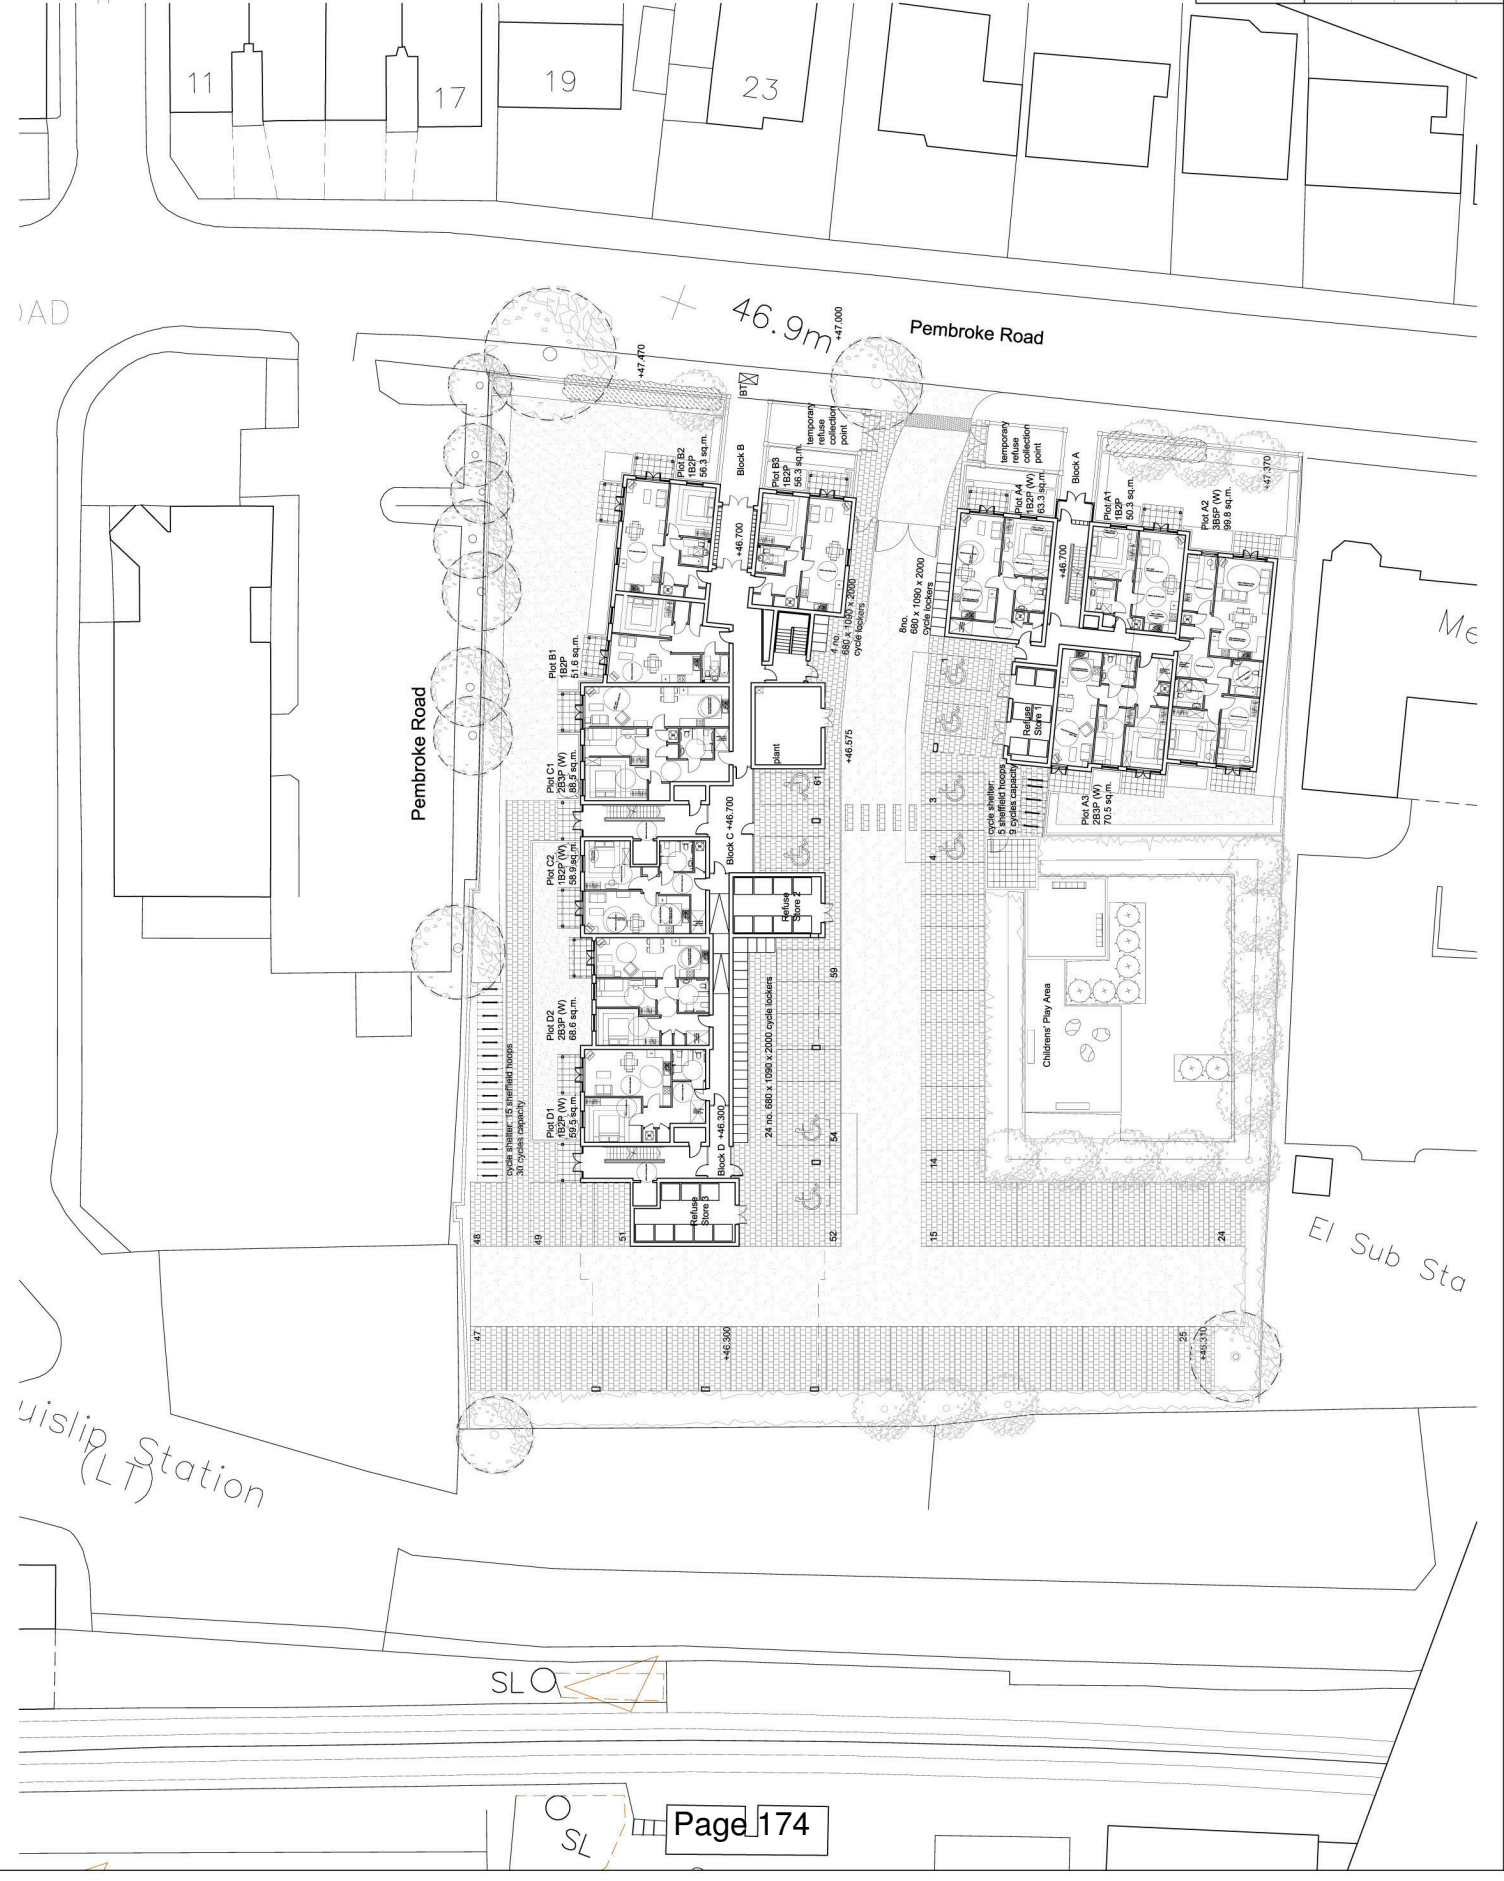 11
17
19
23
OAD
46.9m
+47.000
Pembroke Road
+47.470
BT
temporary
refuse
collection
point
temporary
refuse
collection
point
Block B
Block A
Plot B2
1B2P
56.3 sq.m.
Plot B3
1B2P
56.3 sq.m.
Plot A4
1B2P (W)
63.3 sq.m.
Plot A1
1B2P
50.3 sq.m.
Plot A2
3B5P (W)
99.8 sq.m.
+47.370
+46.700
+46.700
4 no.
680 x 1090 x 2000
cycle lockers
8no.
680 x 1090 x 2000
cycle lockers
Me
Plot B1
1B2P
51.6 sq.m.
Pembroke Road
1
Refuse
Store 1
plant
+46.575
Plot C1
2B3P (W)
88.5 sq.m.
61
3
cycle shelter:
5 sheffield hoops
9 cycles capacity
Plot A3
2B3P (W)
70.5 sq.m.
Block C +46.700
4
Plot C2
1B2P (W)
58.9 sq.m.
Refuse
Store 2
59
Plot D2
2B3P (W)
68.6 sq.m.
24 no. 680 x 1090 x 2000 cycle lockers
Childrens' Play Area
cycle shelter: 15 sheffield hoops
30 cycles capacity
Plot D1
1B2P (W)
59.5 sq.m.
Block D +46.300
54
14
Refuse
Store 3
48
49
51
52
15
24
El Sub Sta
47
+46.300
25
+46.310
uislip Station
(LT)
SL
SL
Page 174